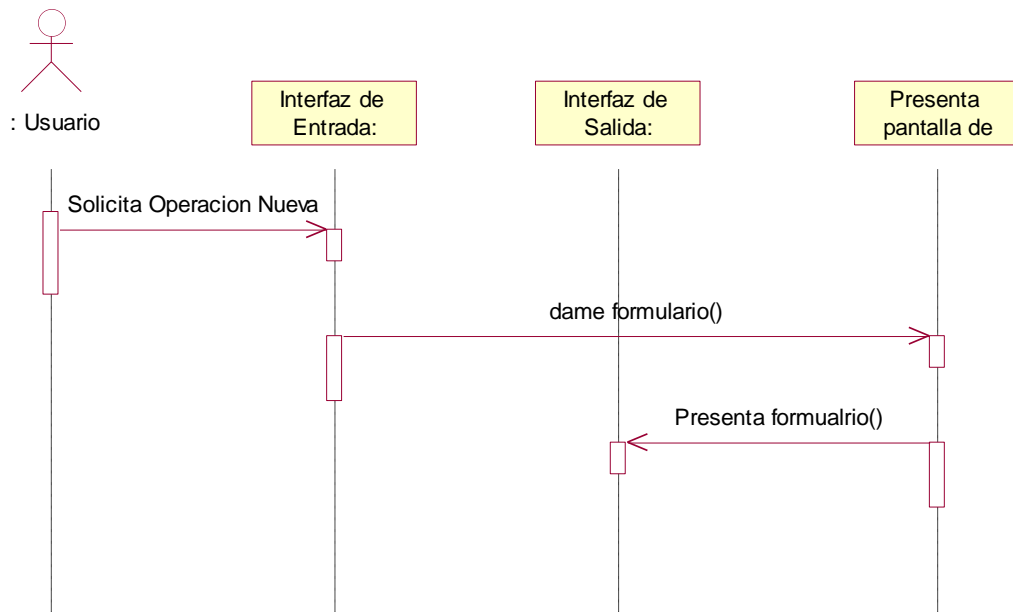 : Usuario
Interfaz de
Entrada:
Interfaz de
Salida:
Presenta
pantalla de
Solicita Operacion Nueva
dame formulario()
Presenta formualrio()